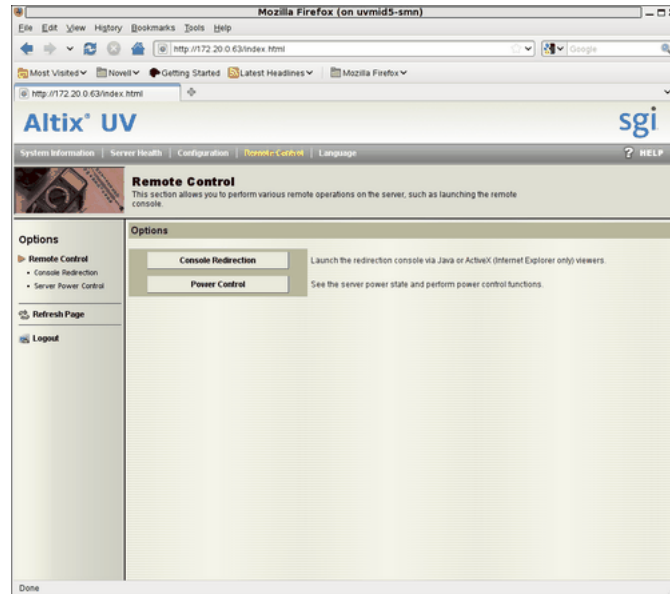 Mozilla Firefox (on uvmid5-smn)
File Edit View History Bookmarks Tools Help
http://172.20.0.63/index.html
Google
Most Visited Novell Getting Started Latest Headlines Mozilla Firefox
http://172.20.0.63/index.html
Altix® UV
sgi
System Information | Server Health | Configuration | Remote Control | Language
? HELP
Remote Control
This section allows you to perform various remote operations on the server, such as launching the remote
console.
Options
Remote Control
• Console Redirection
• Server Power Control
Refresh Page
Logout
Options
Console Redirection Launch the redirection console via Java or ActiveX (Internet Explorer only) viewers.
Power Control See the server power state and perform power control functions.
Done